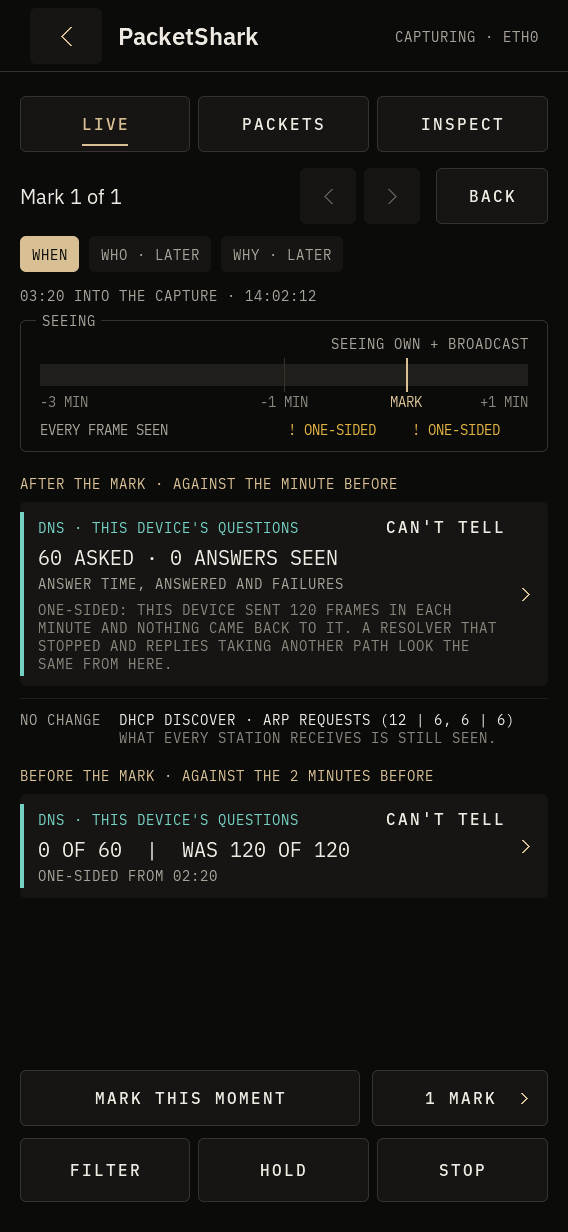 PacketShark
CAPTURING · ETH0
LIVE
PACKETS
INSPECT
Mark 1 of 1
BACK
WHEN
WHO · LATER
WHY · LATER
03:20 INTO THE CAPTURE · 14:02:12
SEEING
SEEING OWN + BROADCAST
-3 MIN
-1 MIN
MARK
+1 MIN
EVERY FRAME SEEN
! ONE-SIDED
! ONE-SIDED
AFTER THE MARK · AGAINST THE MINUTE BEFORE
DNS · THIS DEVICE'S QUESTIONS
CAN'T TELL
60 ASKED · 0 ANSWERS SEEN
ANSWER TIME, ANSWERED AND FAILURES
ONE-SIDED: THIS DEVICE SENT 120 FRAMES IN EACH
MINUTE AND NOTHING CAME BACK TO IT. A RESOLVER THAT
STOPPED AND REPLIES TAKING ANOTHER PATH LOOK THE
SAME FROM HERE.
NO CHANGE
DHCP DISCOVER · ARP REQUESTS (12 | 6, 6 | 6)
WHAT EVERY STATION RECEIVES IS STILL SEEN.
BEFORE THE MARK · AGAINST THE 2 MINUTES BEFORE
DNS · THIS DEVICE'S QUESTIONS
CAN'T TELL
0 OF 60 | WAS 120 OF 120
ONE-SIDED FROM 02:20
MARK THIS MOMENT
1 MARK
FILTER
HOLD
STOP